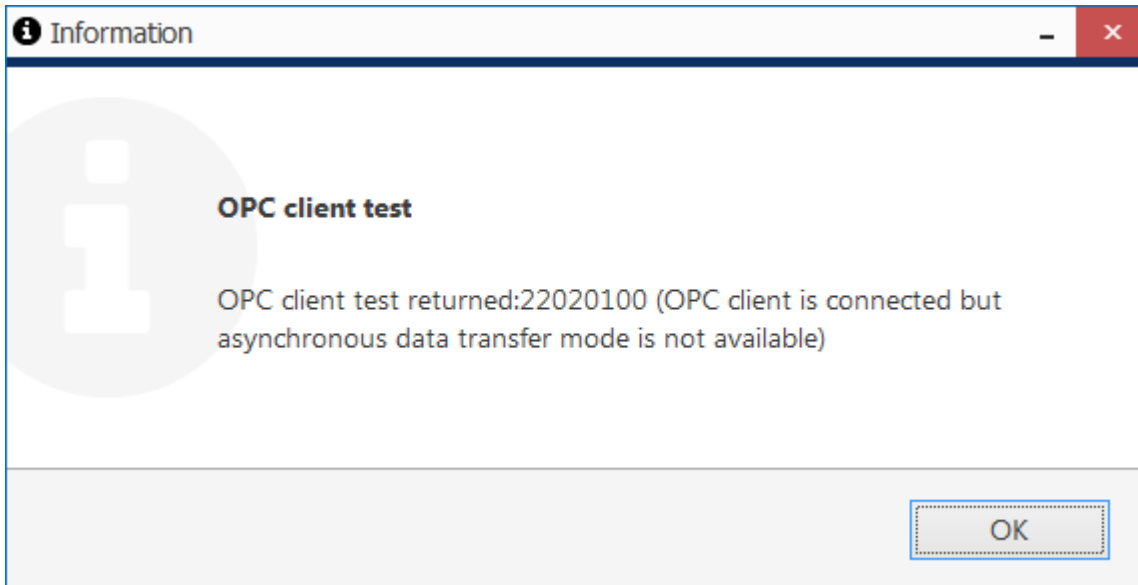 Information
OPC client test
OPC client test returned:22020100 (OPC client is connected but
asynchronous data transfer mode is not available)
OK